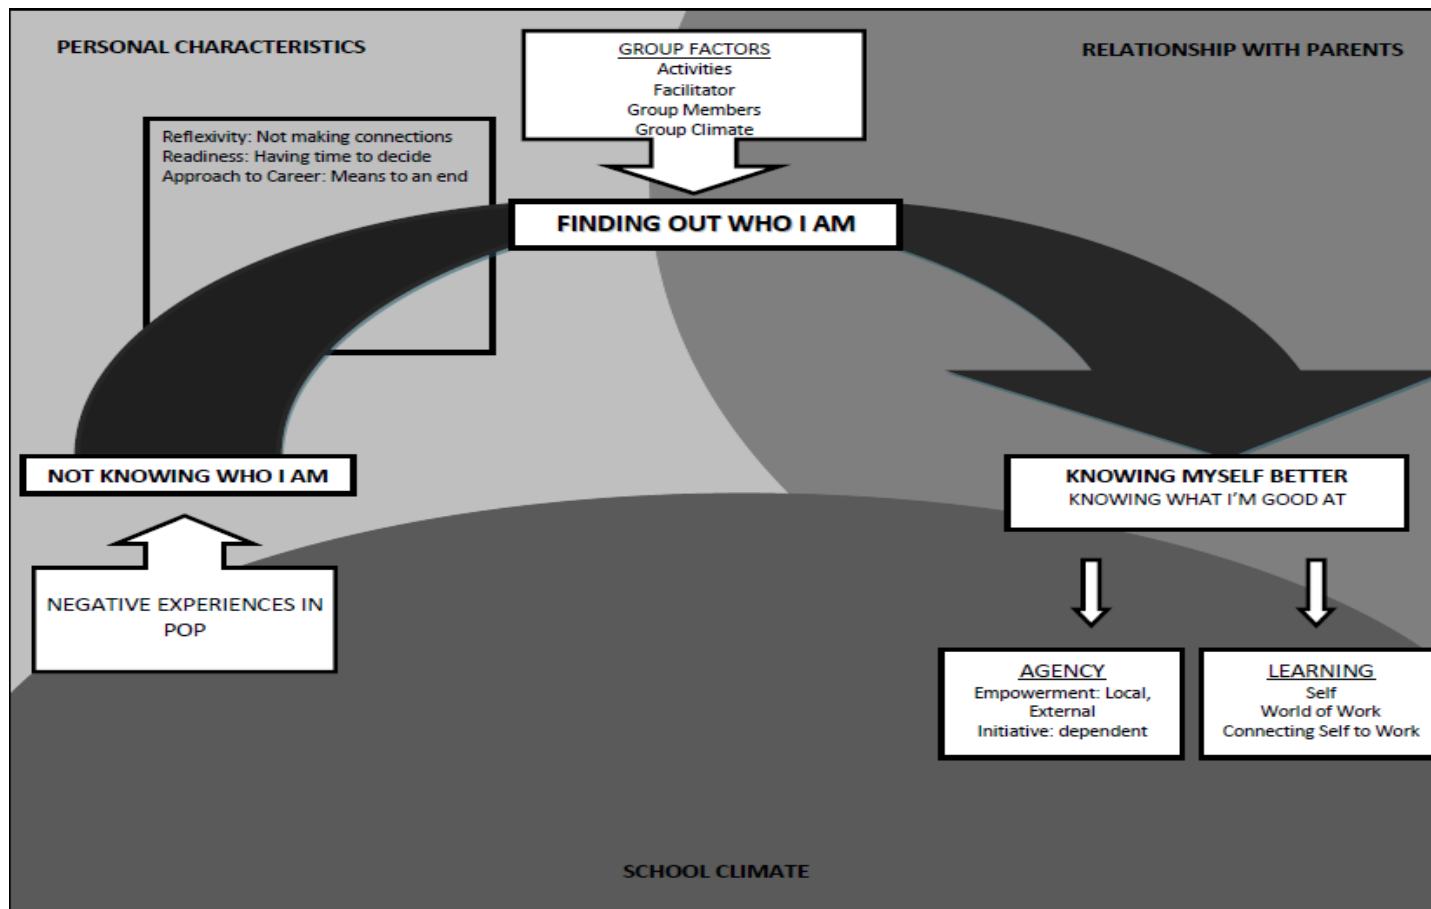 PERSONAL CHARACTERISTICS
GROUP FACTORS
Activities
Facilitator
Group Members
Group Climate
RELATIONSHIP WITH PARENTS
Reflexivity: Not making connections
Readiness: Having time to decide
Approach to Career: Means to an end
FINDING OUT WHO I AM
NOT KNOWING WHO I AM
KNOWING MYSELF BETTER
KNOWING WHAT I'M GOOD AT
NEGATIVE EXPERIENCES IN
POP
AGENCY
Empowerment: Local,
External
Initiative: dependent
LEARNING
Self
World of Work
Connecting Self to Work
SCHOOL CLIMATE